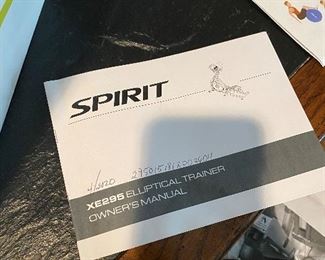 SPIRIT
XE295 ELLIPTICAL TRAINER
OWNER'S MANUAL